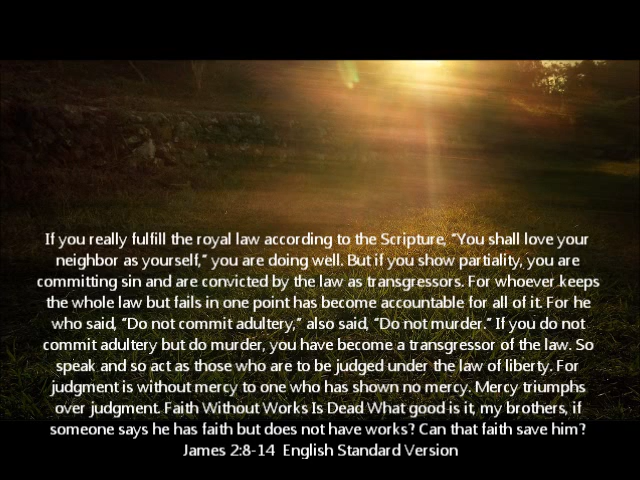 If you really fulfill the royal law according to the Scripture, “You shall love your
neighbor as yourself,” you are doing well. But if you show partiality, you are
committing sin and are convicted by the law as transgressors. For whoever keeps
the whole law but fails in one point has become accountable for all of it. For he
who said, “Do not commit adultery,” also said, “Do not murder.” If you do not
commit adultery but do murder, you have become a transgressor of the law. So
speak and so act as those who are to be judged under the law of liberty. For
judgment is without mercy to one who has shown no mercy. Mercy triumphs
over judgment. Faith Without Works Is Dead What good is it, my brothers, if
someone says he has faith but does not have works? Can that faith save him?
James 2:8-14  English Standard Version